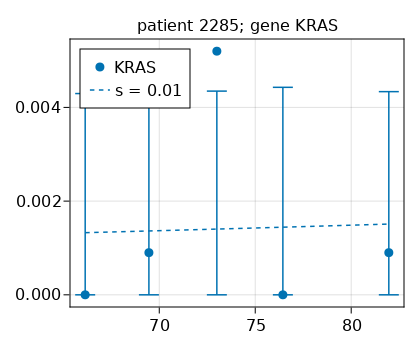 patient 2285; gene KRAS
KRAS
s = 0.01
0.004
0.002
0.000
70 75 80